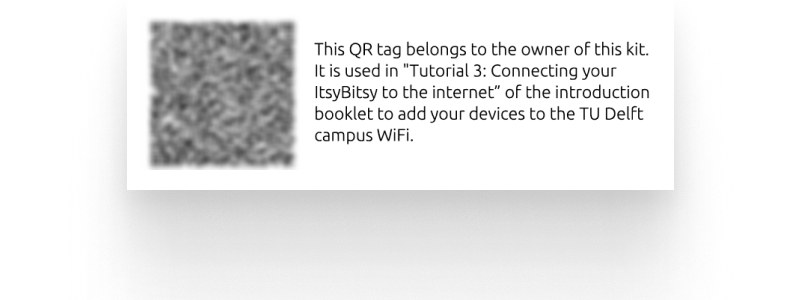 This QR tag belongs to the owner of this kit.
It is used in "Tutorial 3: Connecting your
ItsyBitsy to the internet” of the introduction
booklet to add your devices to the TU Delft
campus WiFi.